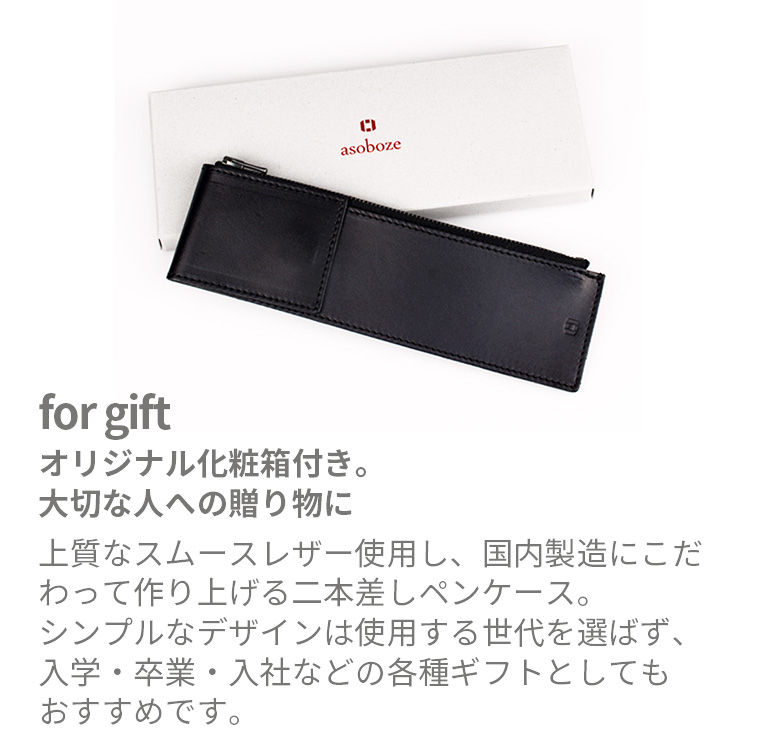 asoboze
for gift
オリジナル化粧箱付き。
大切な人への贈り物に
上質なスムースレザー使用し、国内製造にこだ
わって作り上げる二本差しペンケース。
シンプルなデザインは使用する世代を選ばず、
入学・卒業・入社などの各種ギフトとしても
おすすめです。